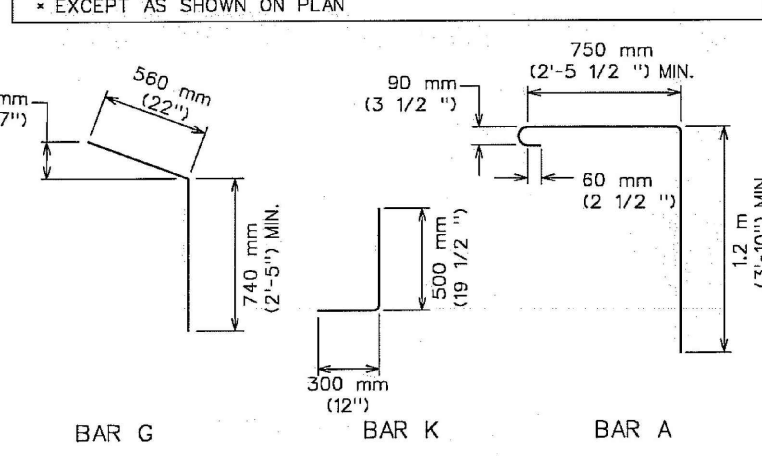 * EXCEPT AS SHOWN ON PLAN
mm
7")
560 mm
(22")
740 mm
(2'-5") MIN.
BAR G
500 mm
(19 1/2 ")
300 mm
(12")
BAR K
750 mm
(2'-5 1/2 ") MIN.
90 mm
(3 1/2 ")
60 mm
(2 1/2 ")
1.2 m
(3'-10") MIN.
BAR A